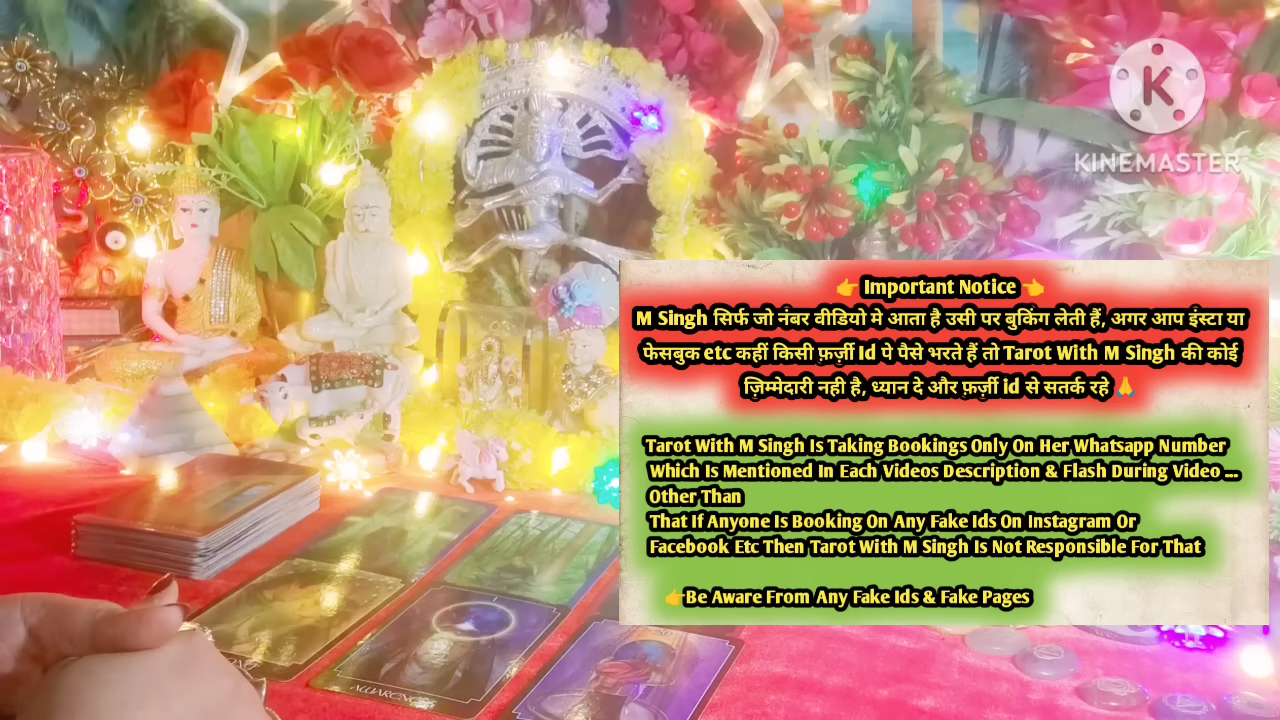 K
KINEMASTER
👉 Important Notice 👈
M Singh सिर्फ जो नंबर वीडियो मे आता है उसी पर बुकिंग लेती हैं, अगर आप इंस्टा या
फेसबुक etc कहीं किसी फ़र्ज़ी Id पे पैसे भरते हैं तो Tarot With M Singh की कोई
ज़िम्मेदारी नही है, ध्यान दे और फ़र्ज़ी id से सतर्क रहे 🙏
Tarot With M Singh Is Taking Bookings Only On Her Whatsapp Number
Which Is Mentioned In Each Videos Description & Flash During Video ...
Other Than
That If Anyone Is Booking On Any Fake Ids On Instagram Or
Facebook Etc Then Tarot With M Singh Is Not Responsible For That
👉Be Aware From Any Fake Ids & Fake Pages
AWARENESS